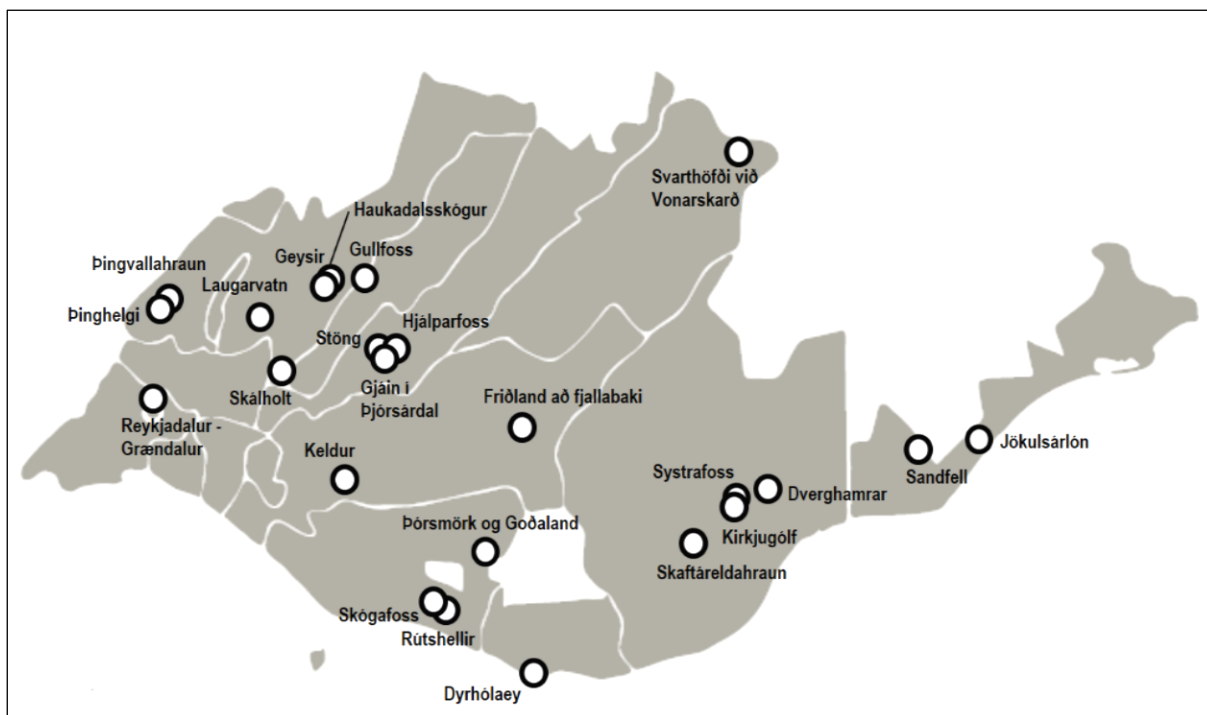 Svarthöfði við
Vonarskarð
Haukadalsskógur
Geysir
Gullfoss
Þingvallahraun
Laugarvatn
Þinghelgi
Stöng
Hjálparfoss
Gjáin í
Þjórsárdal
Skálholt
Friðland að fjallabaki
Reykjadalur -
Grændalur
Keldur
Jökulsárlón
Sandfell
Systrafoss
Dverghamrar
Kirkjugólf
Þórsmörk og Goðaland
Skaftáreldahraun
Skógafoss
Rútshellir
Dyrhólaey